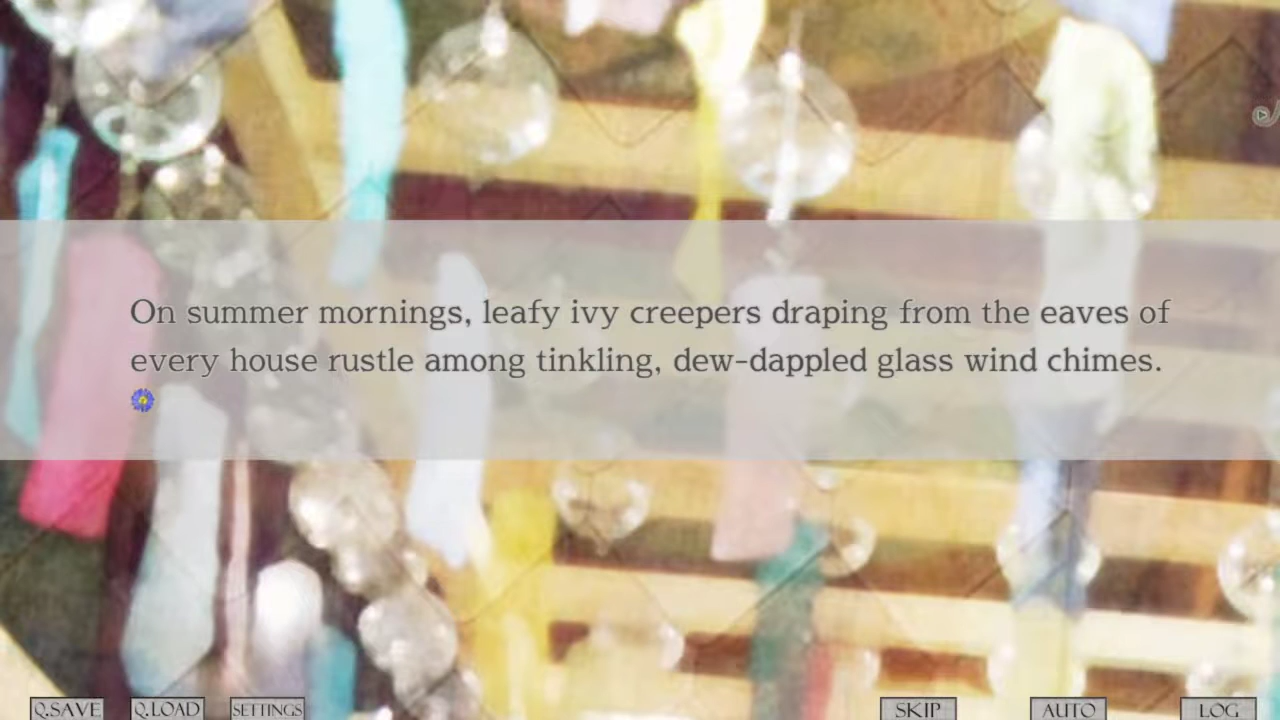 On summer mornings, leafy ivy creepers draping from the eaves of
every house rustle among tinkling, dew-dappled glass wind chimes.
Q.SAVE
Q.LOAD
SETTINGS
SKIP
AUTO
LOG